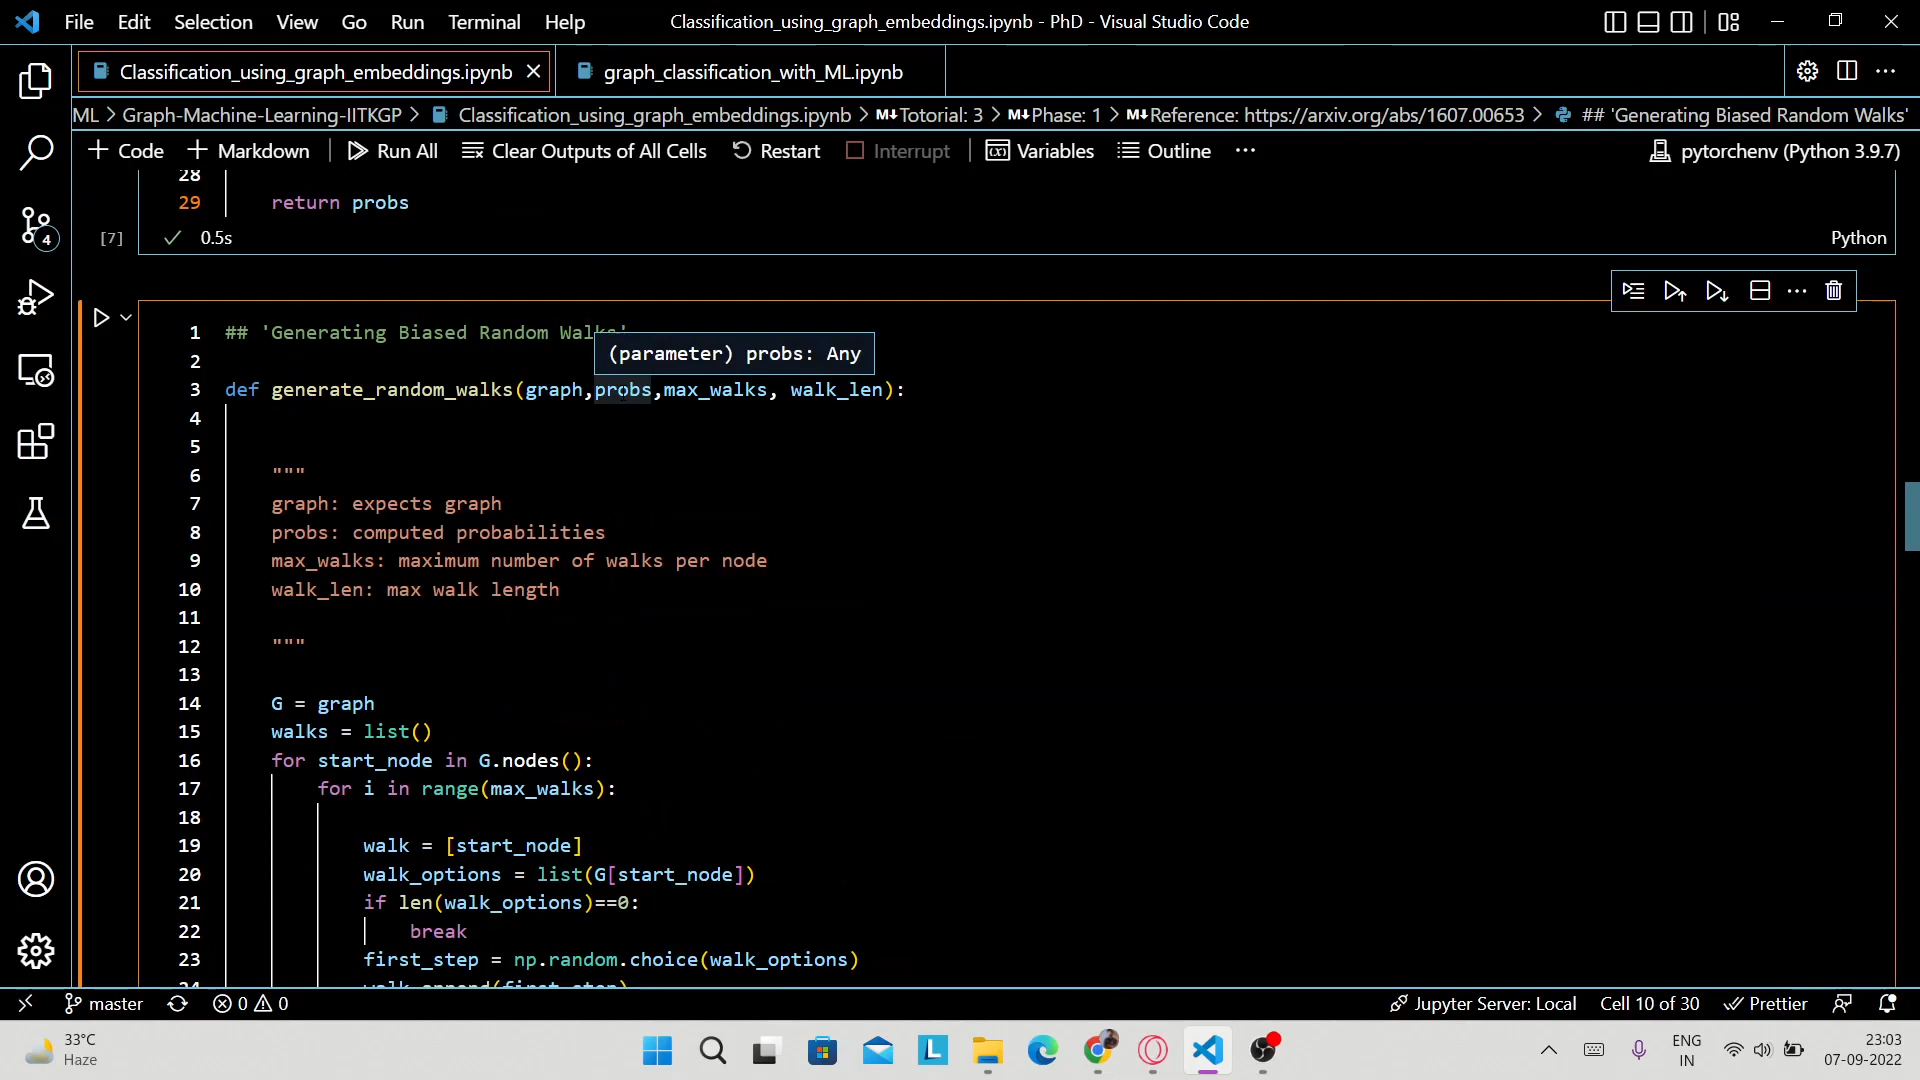 File Edit Selection View Go Run Terminal Help Classification_using_graph_embeddings.ipynb - PhD - Visual Studio Code
Classification_using_graph_embeddings.ipynb graph_classification_with_ML.ipynb
ML > Graph-Machine-Learning-IITKGP > Classification_using_graph_embeddings.ipynb > M↓Tutorial: 3 > M↓Phase: 1 > M↓Reference: https://arxiv.org/abs/1607.00653 > ## 'Generating Biased Random Walks'
+ Code + Markdown Run All Clear Outputs of All Cells Restart Interrupt Variables Outline ··· pytorchenv (Python 3.9.7)
28
29 return probs
[7] ✓ 0.5s Python
1 ## 'Generating Biased Random Walks'
2 (parameter) probs: Any
3 def generate_random_walks(graph,probs,max_walks, walk_len):
4
5
6 """
7 graph: expects graph
8 probs: computed probabilities
9 max_walks: maximum number of walks per node
10 walk_len: max walk length
11
12 """
13
14 G = graph
15 walks = list()
16 for start_node in G.nodes():
17 for i in range(max_walks):
18
19 walk = [start_node]
20 walk_options = list(G[start_node])
21 if len(walk_options)==0:
22 break
23 first_step = np.random.choice(walk_options)
24 walk.append(first_step)
4
master 0 0 Jupyter Server: Local Cell 10 of 30 Prettier
33°C
Haze
ENG
IN
23:03
07-09-2022